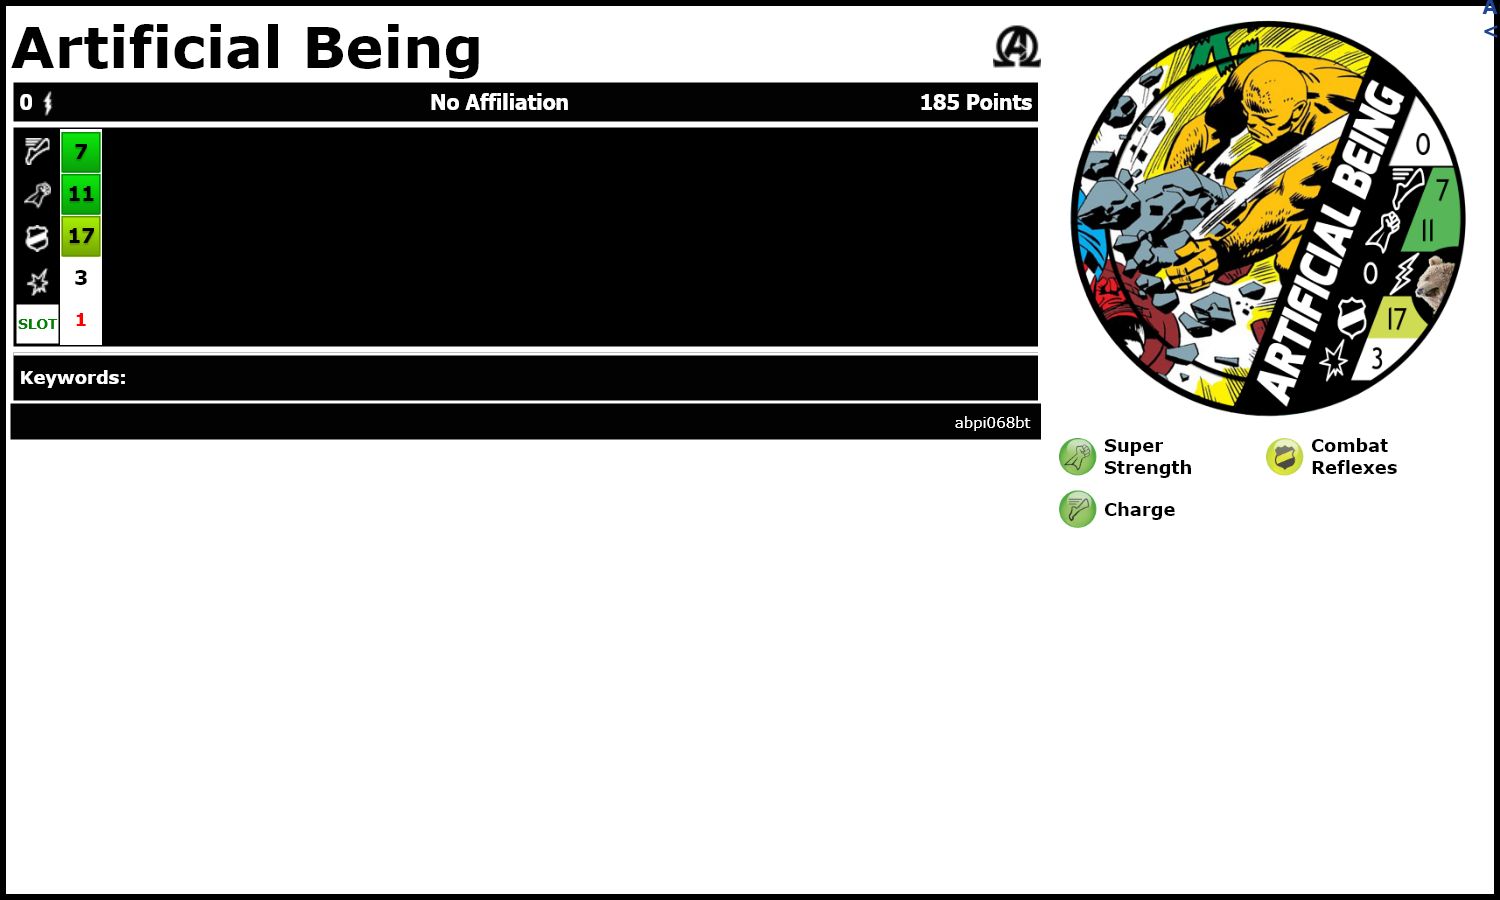 Artificial Being
0 No Affiliation 185 Points
7
11
17
3
SLOT 1
Keywords:
abpi068bt
A
<
ARTIFICIAL BEING
0
7
11
0
17
3
Super
Strength
Combat
Reflexes
Charge